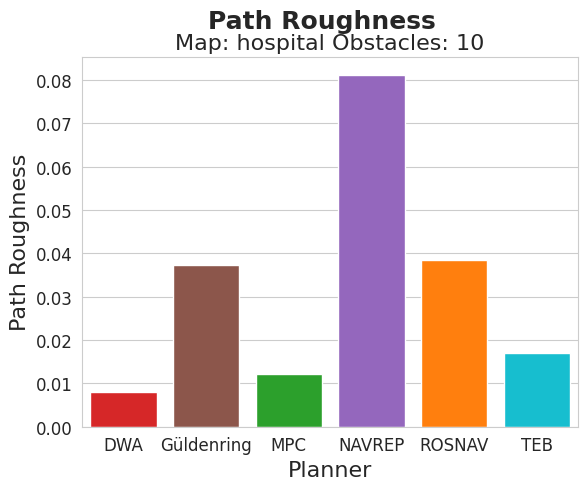 Path Roughness
Map: hospital Obstacles: 10
Path Roughness
0.08
0.07
0.06
0.05
0.04
0.03
0.02
0.01
0.00
DWA Güldenring MPC NAVREP ROSNAV TEB
Planner